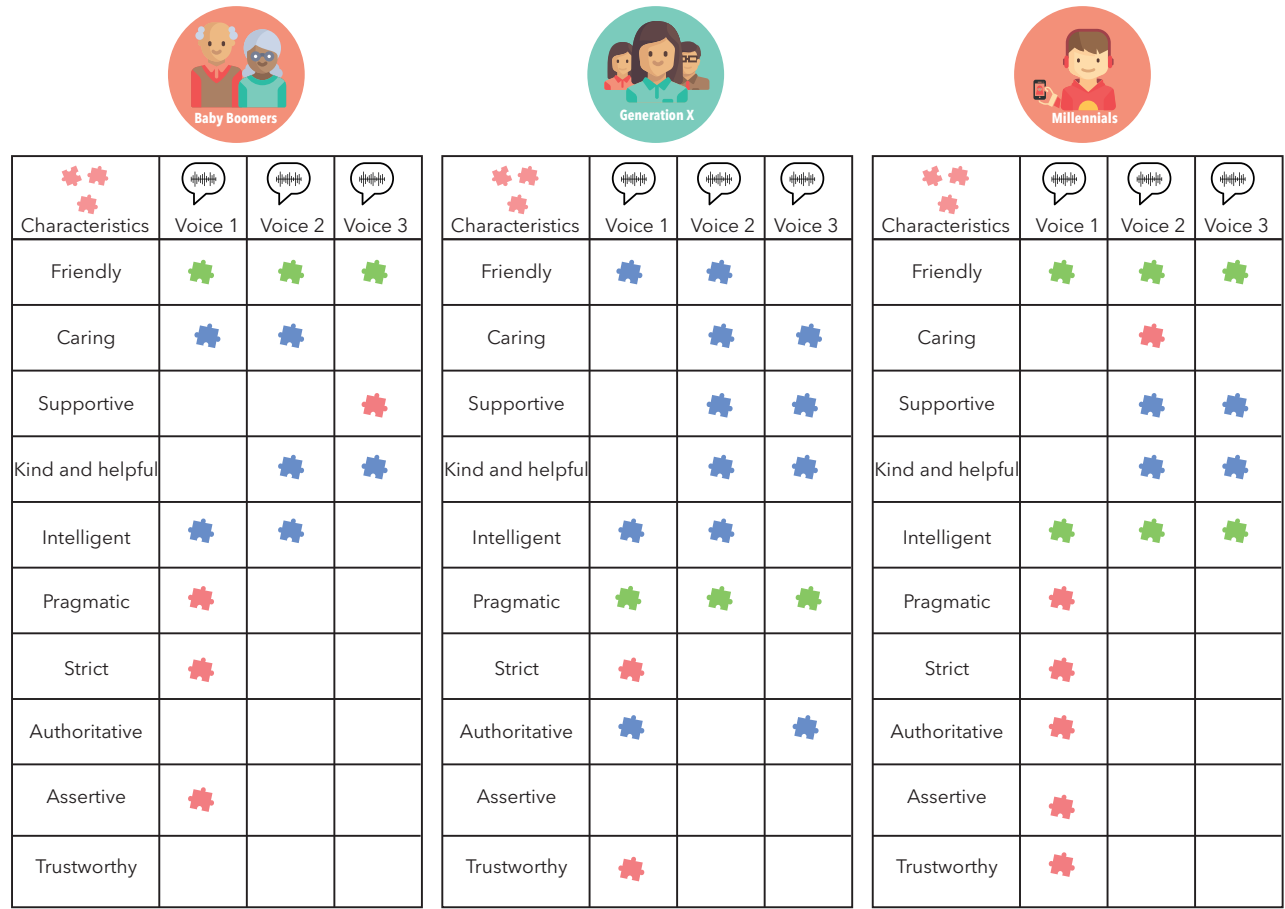 Baby Boomers
Generation X
Millennials
Characteristics Voice 1 Voice 2 Voice 3
Friendly
Caring
Supportive
Kind and helpful
Intelligent
Pragmatic
Strict
Authoritative
Assertive
Trustworthy
Characteristics Voice 1 Voice 2 Voice 3
Friendly
Caring
Supportive
Kind and helpful
Intelligent
Pragmatic
Strict
Authoritative
Assertive
Trustworthy
Characteristics Voice 1 Voice 2 Voice 3
Friendly
Caring
Supportive
Kind and helpful
Intelligent
Pragmatic
Strict
Authoritative
Assertive
Trustworthy